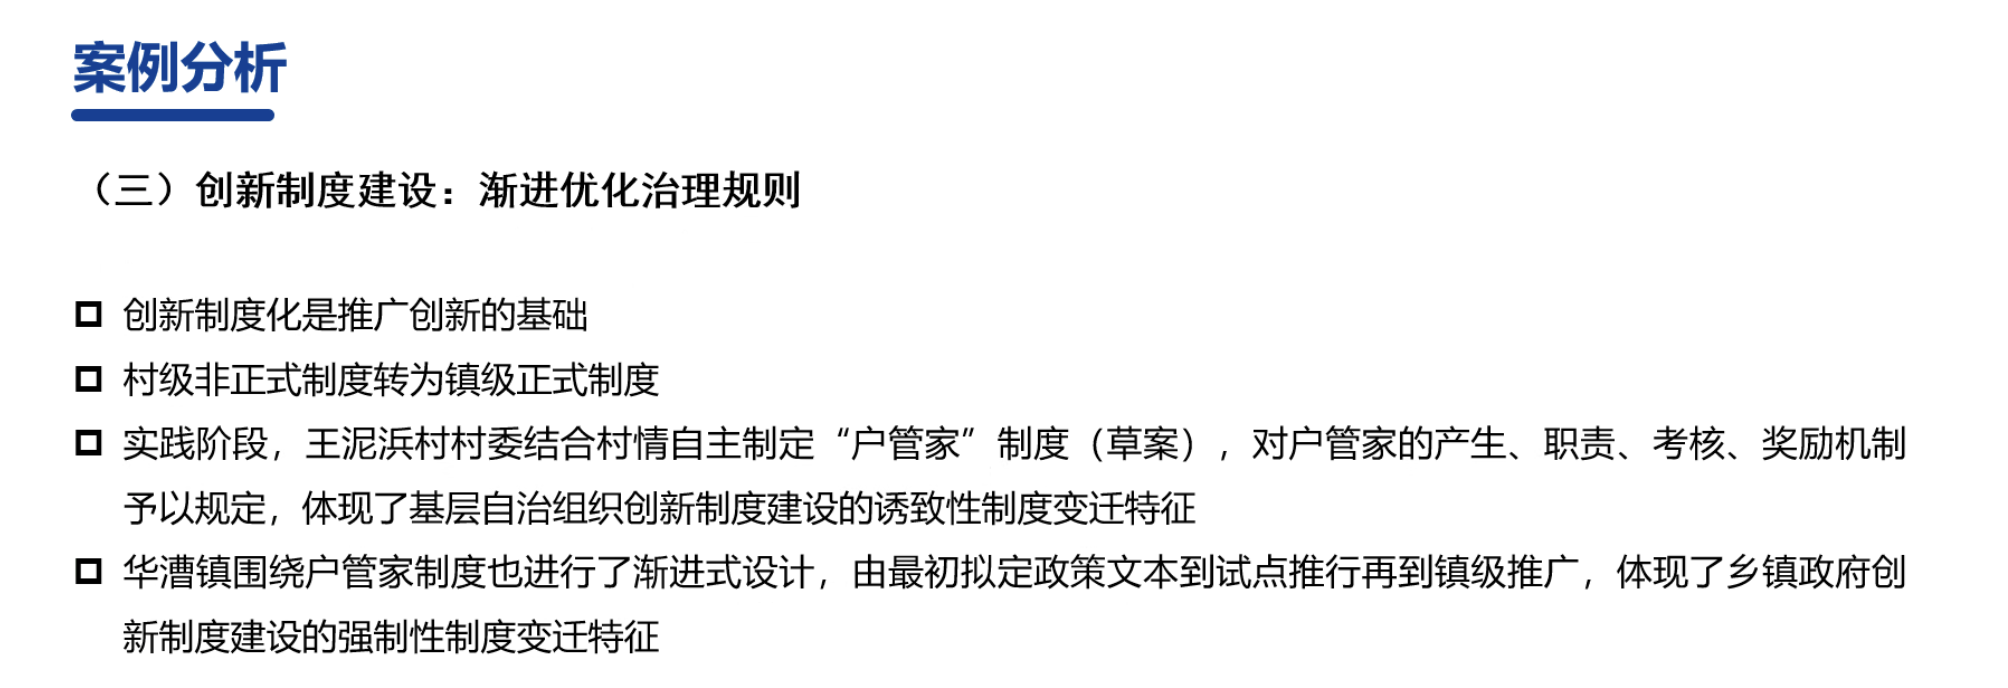 案例分析
（三）创新制度建设：渐进优化治理规则
创新制度化是推广创新的基础
村级非正式制度转为镇级正式制度
实践阶段，王泥浜村村委结合村情自主制定“户管家”制度（草案），对户管家的产生、职责、考核、奖励机制
予以规定，体现了基层自治组织创新制度建设的诱致性制度变迁特征
华漕镇围绕户管家制度也进行了渐进式设计，由最初拟定政策文本到试点推行再到镇级推广，体现了乡镇政府创
新制度建设的强制性制度变迁特征